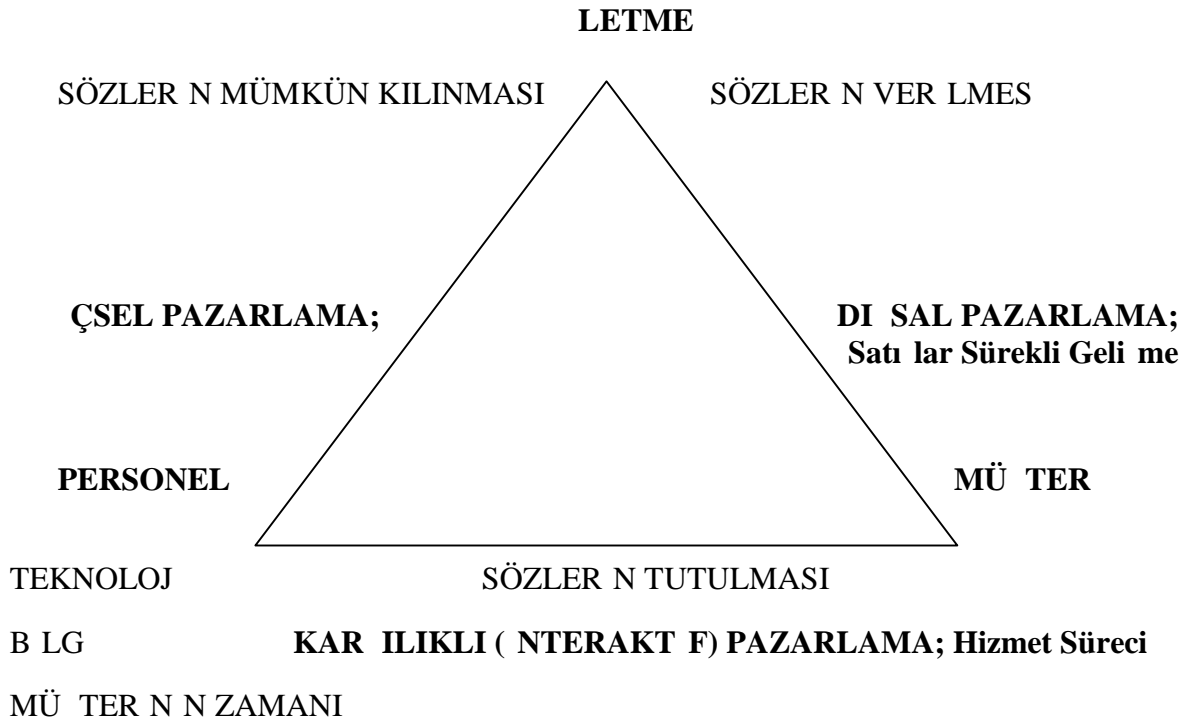 LETME
SÖZLER N MÜMKÜN KILINMASI SÖZLER N VER LMES
ÇSEL PAZARLAMA; DI SAL PAZARLAMA;
Satı lar Sürekli Geli me
PERSONEL MÜ TER
TEKNOLOJ SÖZLER N TUTULMASI
B LG KAR ILIKLI ( NTERAKT F) PAZARLAMA; Hizmet Süreci
MÜ TER N N ZAMANI